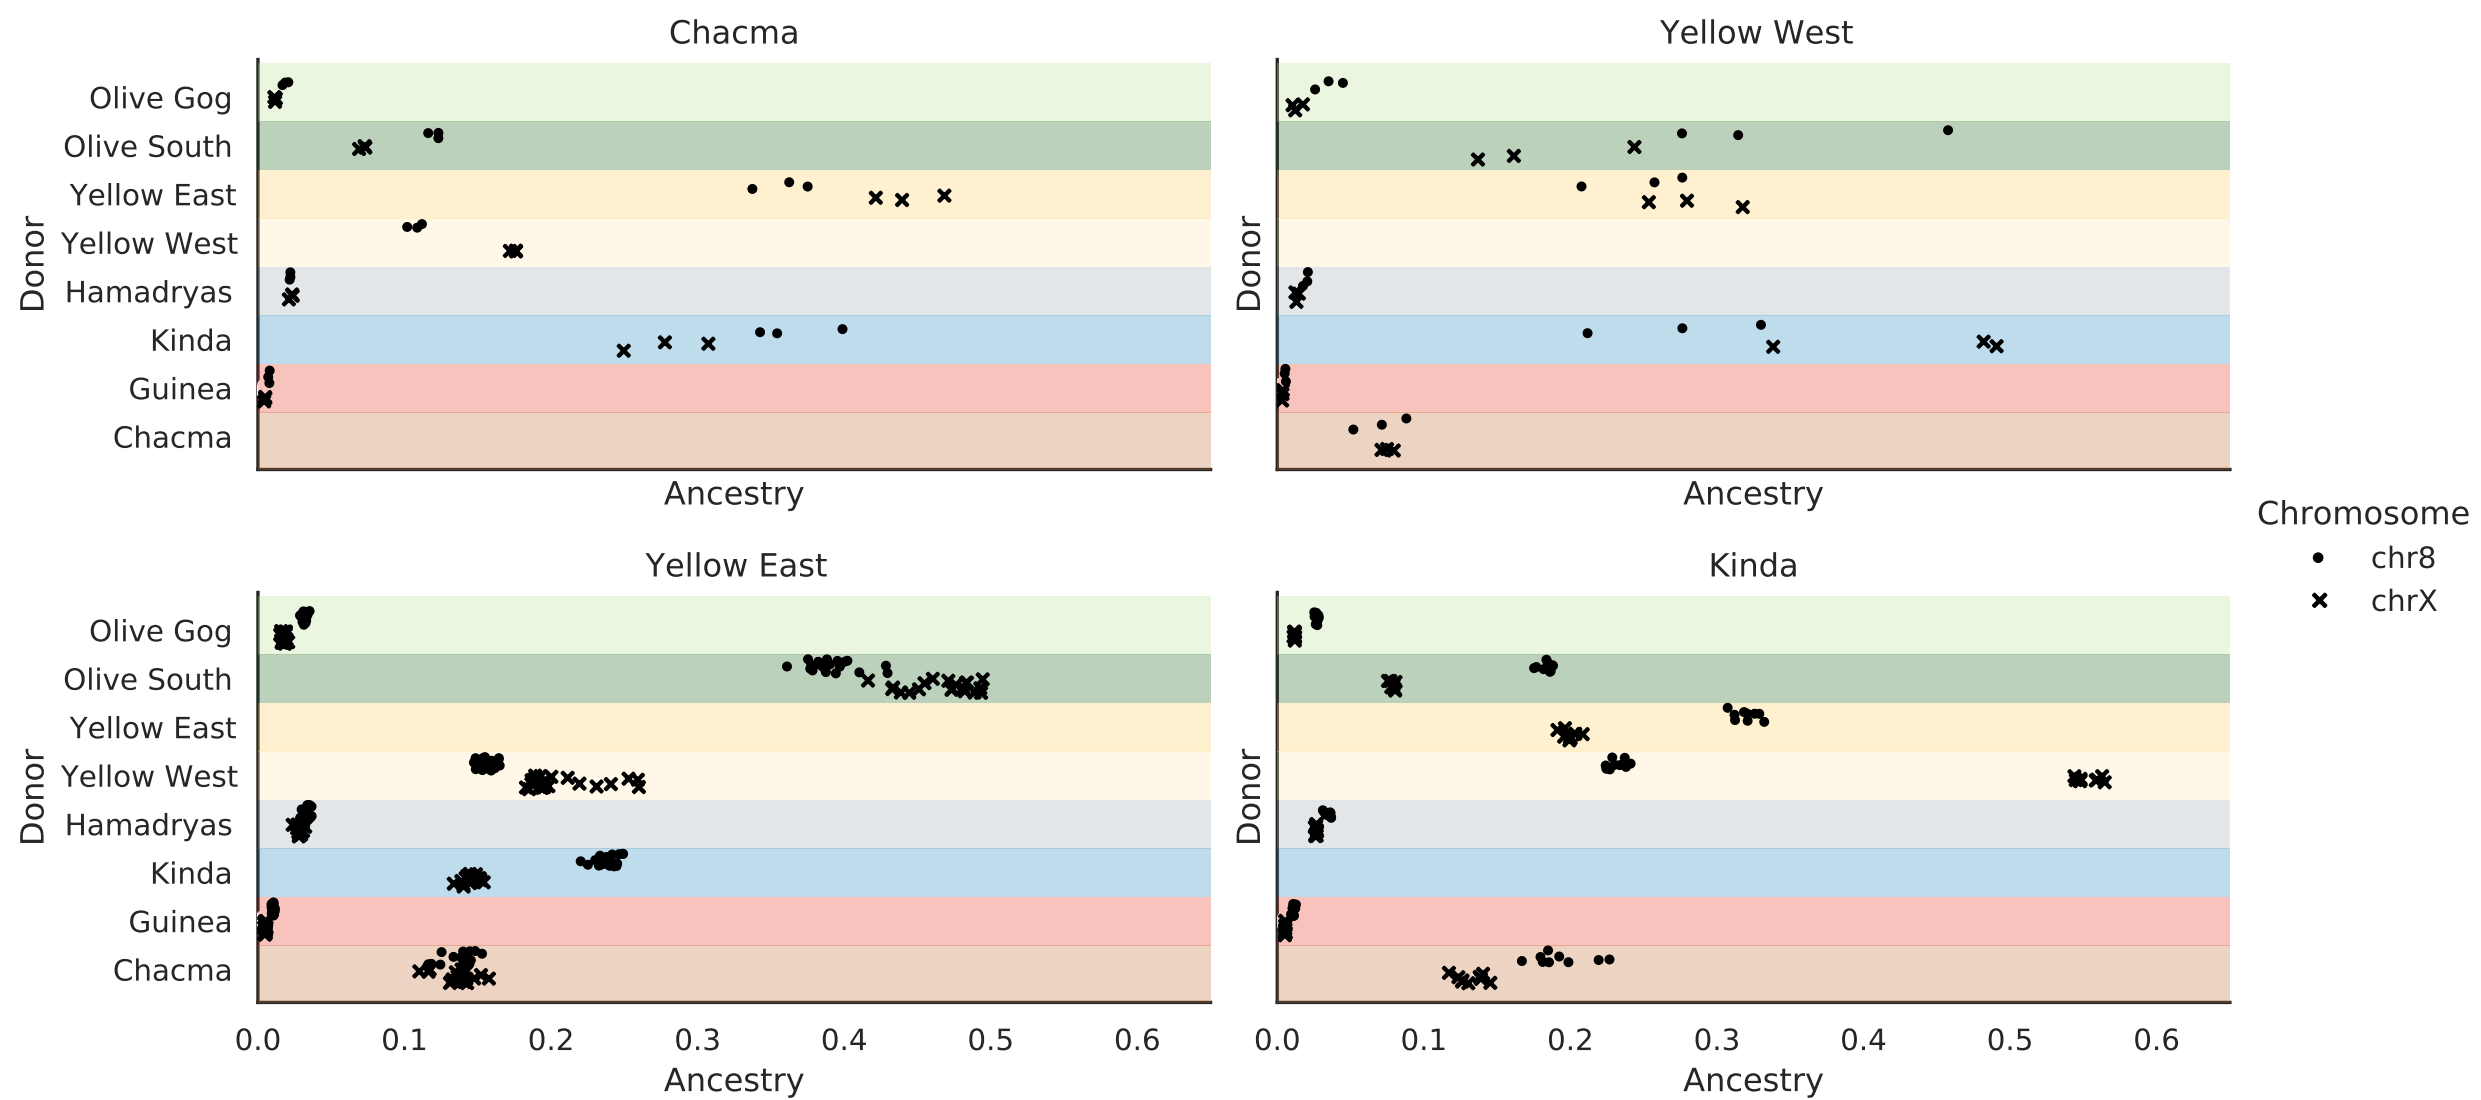 Chacma
Yellow West
Olive Gog
Olive South
Yellow East
Yellow West
Hamadryas
Kinda
Guinea
Chacma
Donor
Donor
Ancestry
Ancestry
Chromosome
chr8
chrX
Yellow East
Kinda
Olive Gog
Olive South
Yellow East
Yellow West
Hamadryas
Kinda
Guinea
Chacma
Donor
Donor
0.0 0.1 0.2 0.3 0.4 0.5 0.6
0.0 0.1 0.2 0.3 0.4 0.5 0.6
Ancestry
Ancestry